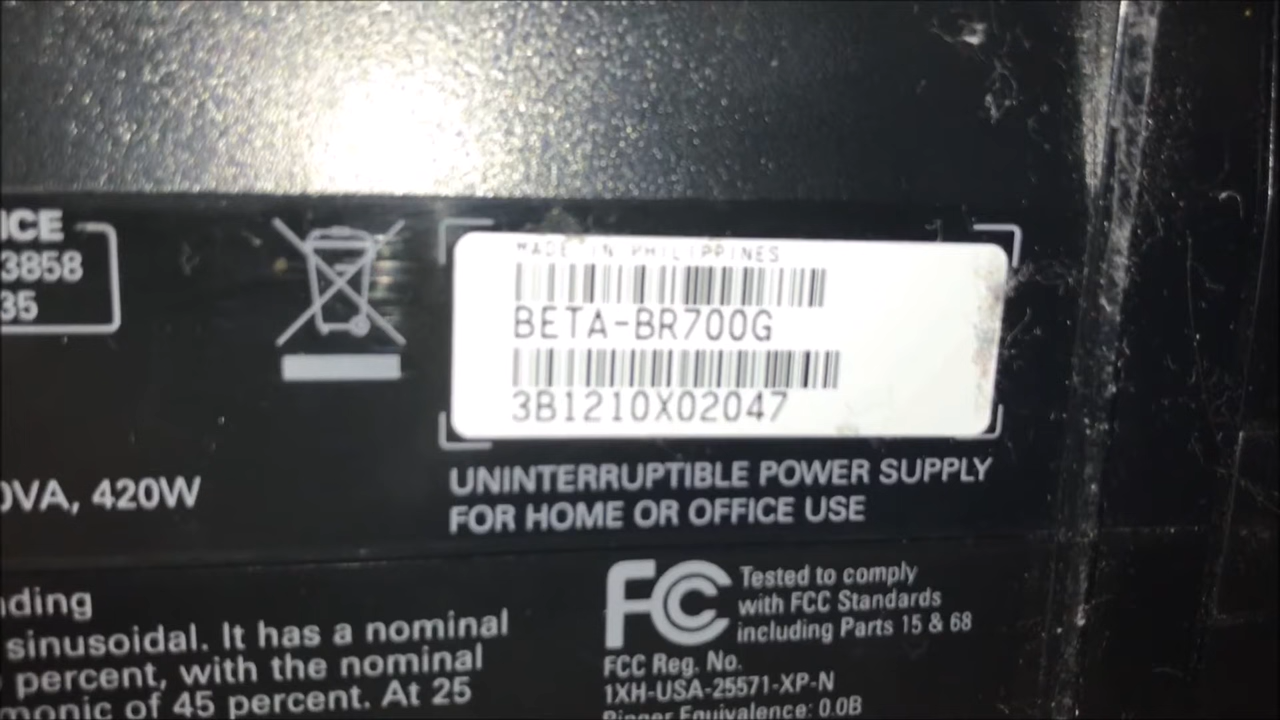 ICE
3858
35
MADE IN PHILIPPINES
BETA-BR700G
3B1210X02047
VA, 420W
UNINTERRUPTIBLE POWER SUPPLY
FOR HOME OR OFFICE USE
ding
sinusoidal. It has a nominal
percent, with the nominal
monic of 45 percent. At 25
FC Tested to comply
with FCC Standards
including Parts 15 & 68
FCC Reg. No.
1XH-USA-25571-XP-N
Ringer Equivalence: 0.0B